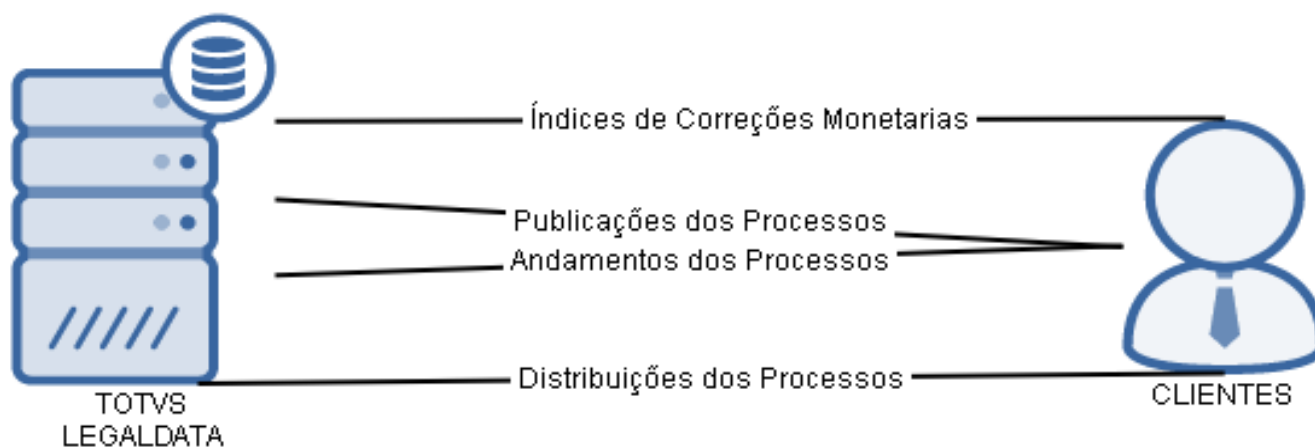 Índices de Correções Monetarias
Publicações dos Processos
Andamentos dos Processos
Distribuições dos Processos
TOTVS
LEGALDATA
CLIENTES